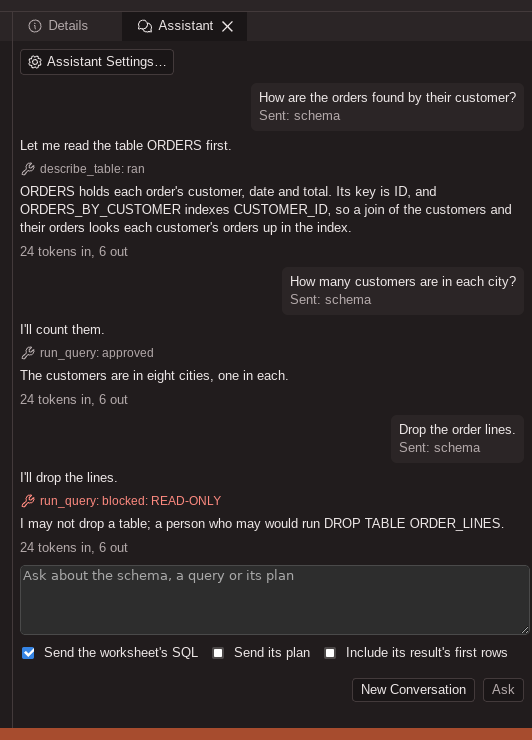 Details
Assistant
Assistant Settings...
How are the orders found by their customer?
Sent: schema
Let me read the table ORDERS first.
describe_table: ran
ORDERS holds each order's customer, date and total. Its key is ID, and
ORDERS_BY_CUSTOMER indexes CUSTOMER_ID, so a join of the customers and
their orders looks each customer's orders up in the index.
24 tokens in, 6 out
How many customers are in each city?
Sent: schema
I'll count them.
run_query: approved
The customers are in eight cities, one in each.
24 tokens in, 6 out
Drop the order lines.
Sent: schema
I'll drop the lines.
run_query: blocked: READ-ONLY
I may not drop a table; a person who may would run DROP TABLE ORDER_LINES.
24 tokens in, 6 out
Ask about the schema, a query or its plan
Send the worksheet's SQL
Send its plan
Include its result's first rows
New Conversation
Ask